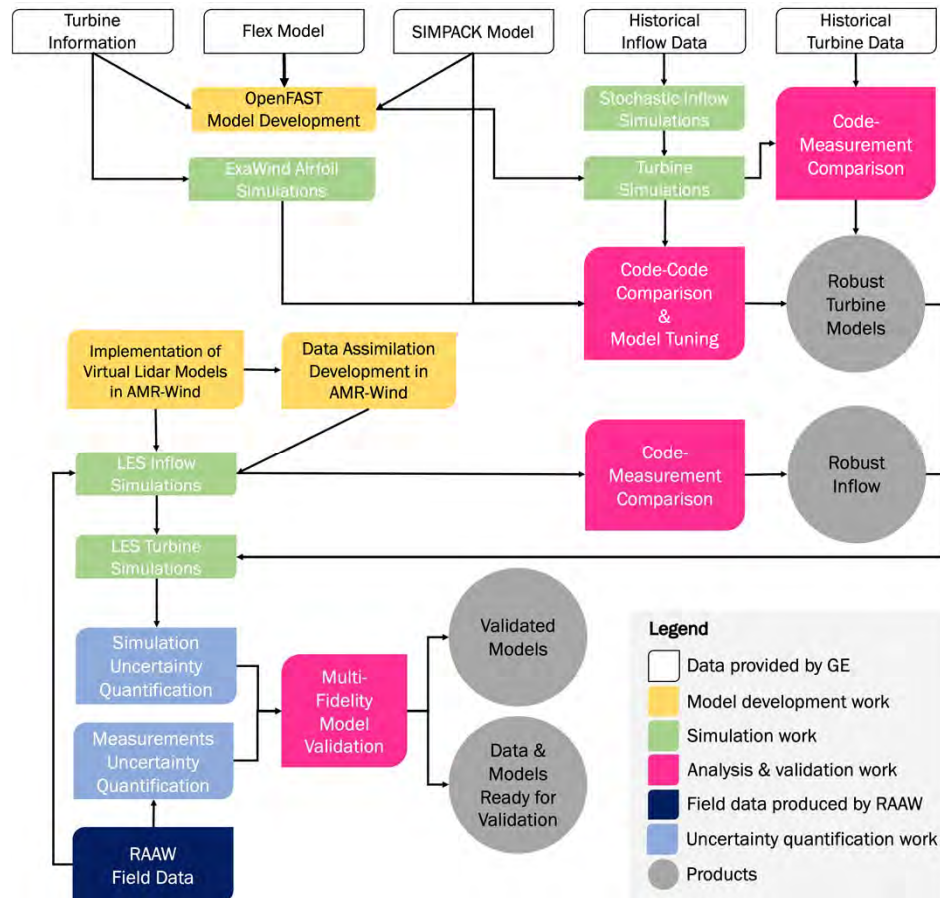 Turbine
Information
Flex Model
SIMPACK Model
Historical
Inflow Data
Historical
Turbine Data
OpenFAST
Model Development
Stochastic Inflow
Simulations
Code-
Measurement
Comparison
ExaWind Airfoil
Simulations
Turbine
Simulations
Code-Code
Comparison
&
Model Tuning
Robust
Turbine
Models
Implementation of
Virtual Lidar Models
in AMR-Wind
Data Assimilation
Development in
AMR-Wind
LES Inflow
Simulations
Code-
Measurement
Comparison
Robust
Inflow
LES Turbine
Simulations
Simulation
Uncertainty
Quantification
Measurements
Uncertainty
Quantification
Multi-
Fidelity
Model
Validation
Validated
Models
Data &
Models
Ready for
Validation
RAAW
Field Data
Legend
Data provided by GE
Model development work
Simulation work
Analysis & validation work
Field data produced by RAAW
Uncertainty quantification work
Products